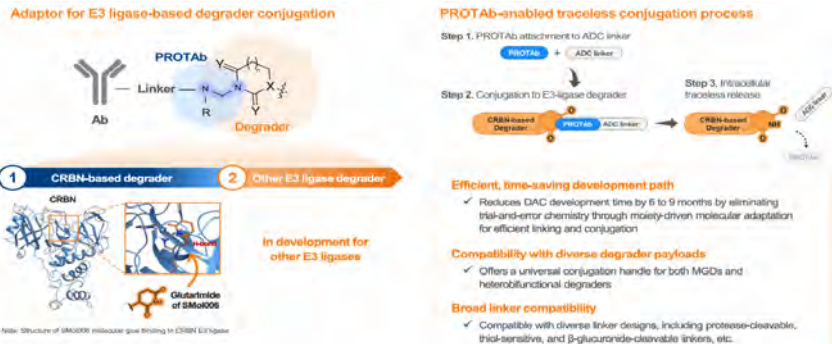 Adaptor for E3 ligase-based degrader conjugation
PROTAb
Linker
Ab
N
N
R
Y
Y
X
Degrader
1
CRBN-based degrader
2
Other E3 ligase degrader
CRBN
H-bond
Glutarimide
of SMol006
In development for
other E3 ligases
Note: Structure of SMol006 molecular glue binding to CRBN E3 ligase
PROTAb-enabled traceless conjugation process
Step 1. PROTAb attachment to ADC linker
PROTAb + ADC linker
Step 2. Conjugation to E3-ligase degrader
Step 3. Intracellular
traceless release
CRBN-based
Degrader
O
PROTAb
ADC linker
O
CRBN-based
Degrader
O
NH
O
ADC linker
PROTAb
Efficient, time-saving development path
✓ Reduces DAC development time by 6 to 9 months by eliminating
trial-and-error chemistry through moiety-driven molecular adaptation
for efficient linking and conjugation
Compatibility with diverse degrader payloads
✓ Offers a universal conjugation handle for both MGDs and
heterobifunctional degraders
Broad linker compatibility
✓ Compatible with diverse linker designs, including protease-cleavable,
thiol-sensitive, and β-glucuronide-cleavable linkers, etc.